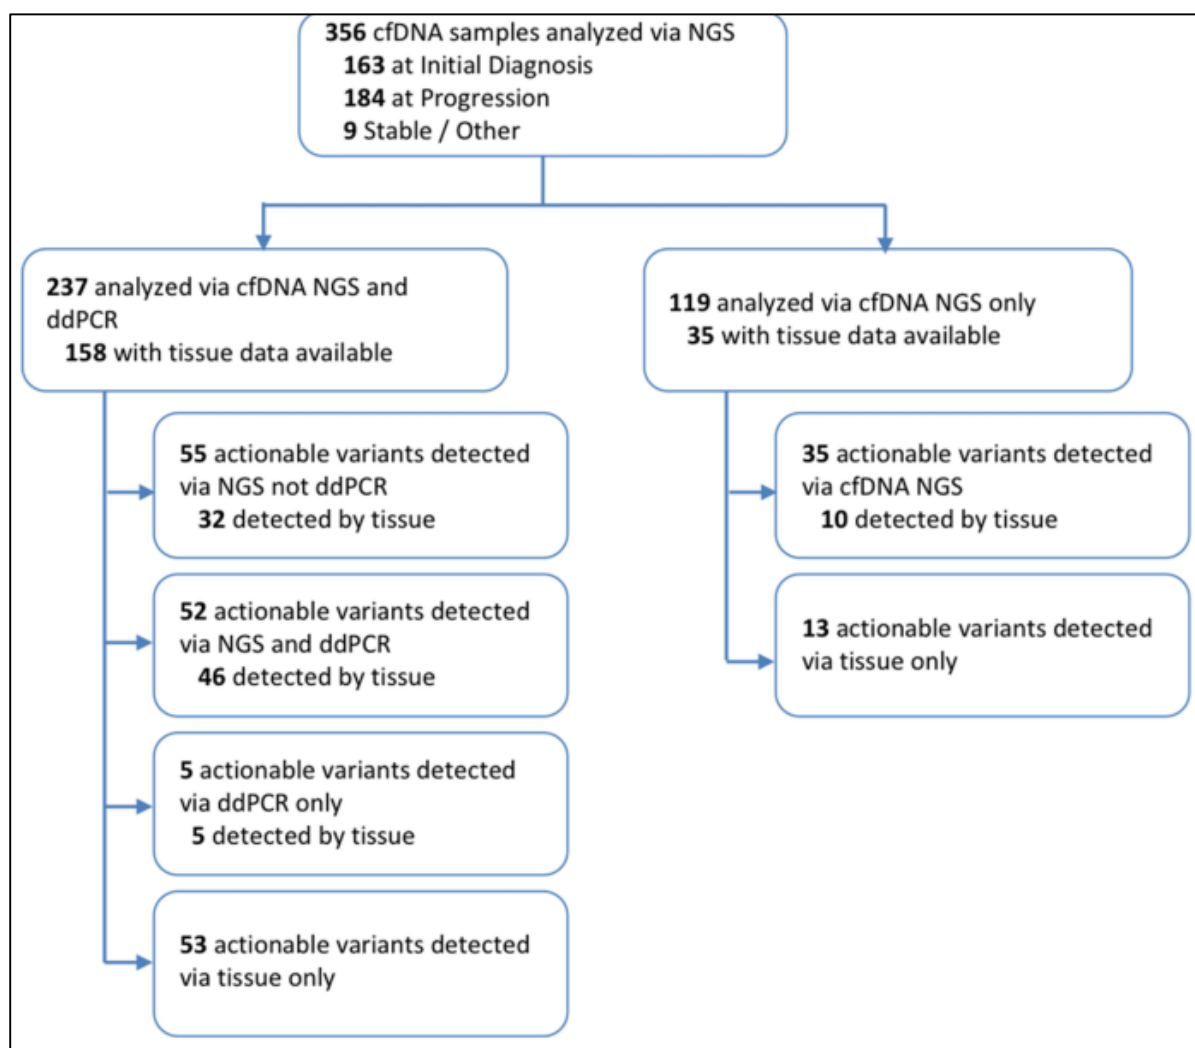 356 cfDNA samples analyzed via NGS
163 at Initial Diagnosis
184 at Progression
9 Stable / Other
237 analyzed via cfDNA NGS and
ddPCR
158 with tissue data available
119 analyzed via cfDNA NGS only
35 with tissue data available
55 actionable variants detected
via NGS not ddPCR
32 detected by tissue
52 actionable variants detected
via NGS and ddPCR
46 detected by tissue
5 actionable variants detected
via ddPCR only
5 detected by tissue
53 actionable variants detected
via tissue only
35 actionable variants detected
via cfDNA NGS
10 detected by tissue
13 actionable variants detected
via tissue only